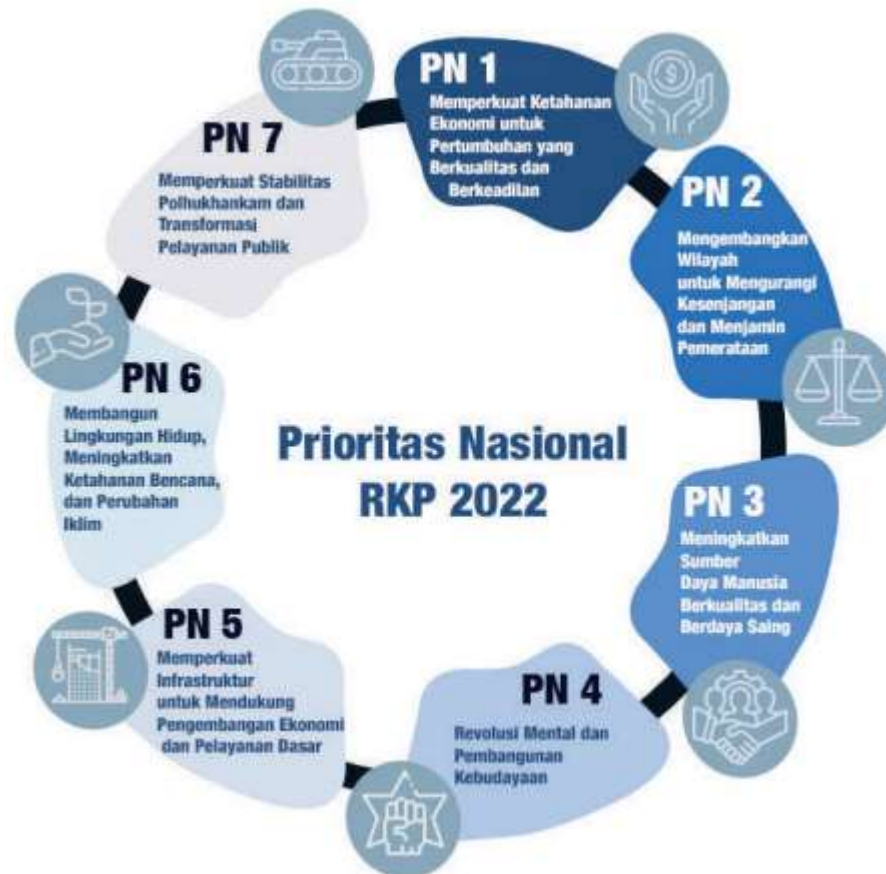 PN 1
Memperkuat Ketahanan
Ekonomi untuk
Pertumbuhan yang
Berkualitas dan
Berkeadilan
PN 2
Mengembangkan
Wilayah
untuk Mengurangi
Kesenjangan
dan Menjamin
Pemerataan
PN 3
Meningkatkan
Sumber
Daya Manusia
Berkualitas dan
Berdaya Saing
PN 4
Revolusi Mental dan
Pembangunan
Kebudayaan
PN 5
Memperkuat
Infrastruktur
untuk Mendukung
Pengembangan Ekonomi
dan Pelayanan Dasar
PN 6
Membangun
Lingkungan Hidup,
Meningkatkan
Ketahanan Bencana,
dan Perubahan
Iklim
PN 7
Memperkuat Stabilitas
Polhukhankam dan
Transformasi
Pelayanan Publik
Prioritas Nasional
RKP 2022